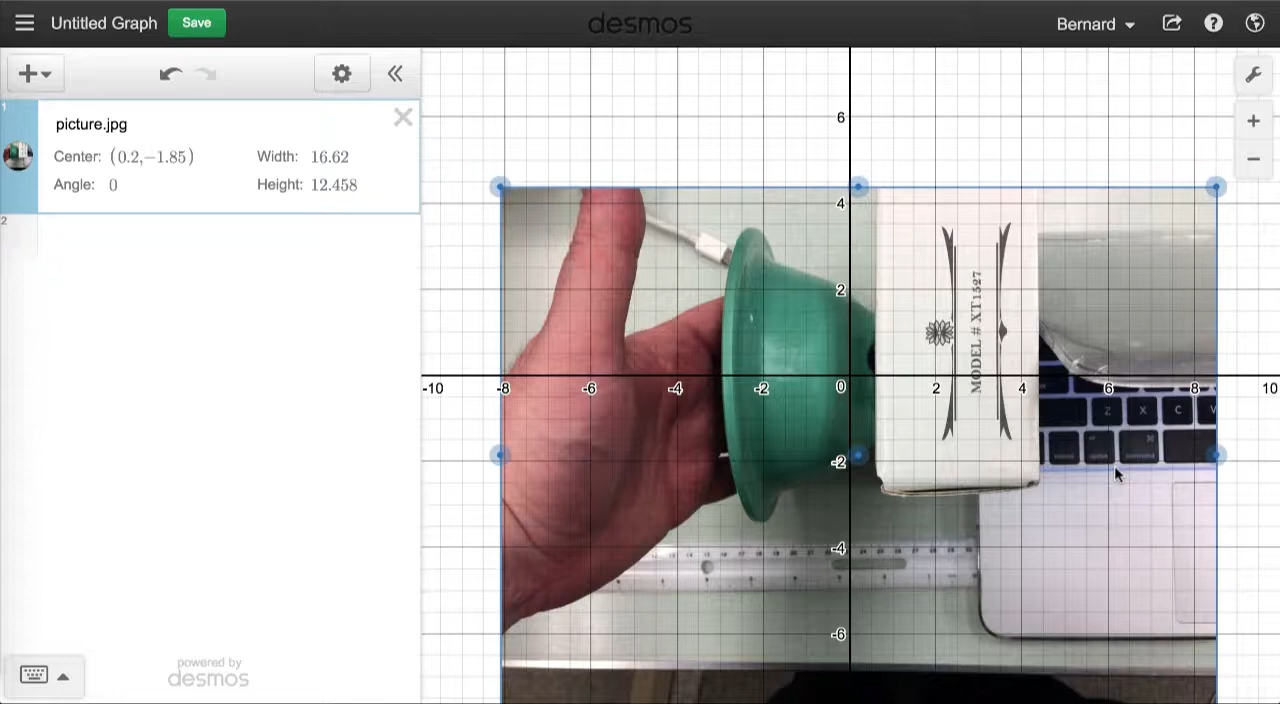 Untitled Graph Save desmos Bernard
1
picture.jpg
Center: (0.2,−1.85) Width: 16.62
Angle: 0 Height: 12.458
2
powered by
desmos
6
4
2
-10 -8 -6 -4 -2 0 2 4 6 8 10
-2
-4
-6
MODEL # XT1527
Z X C